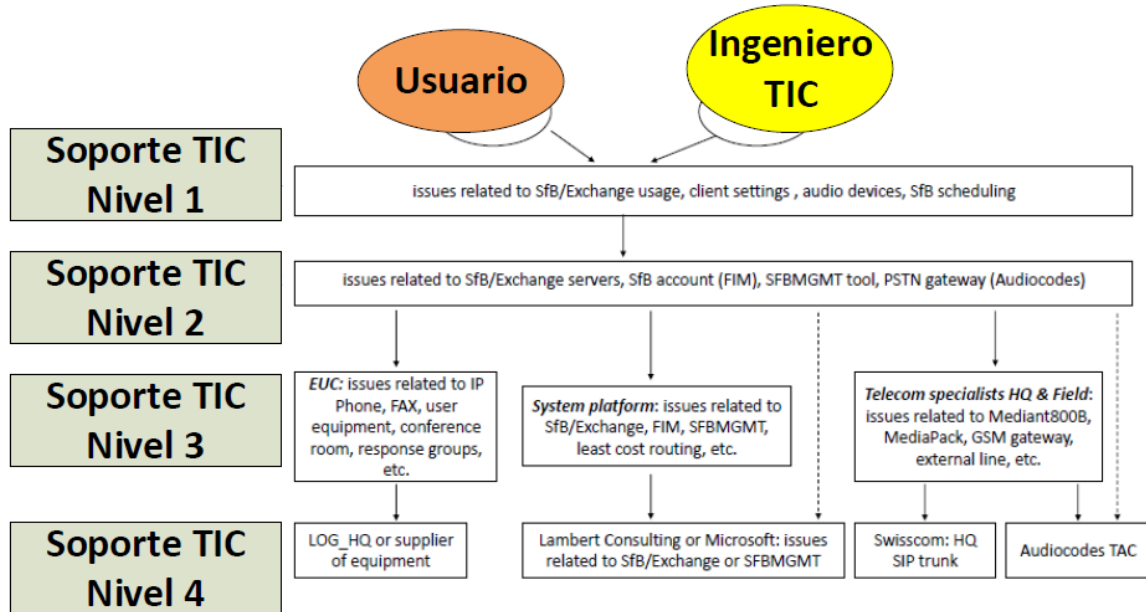 Usuario
Ingeniero
TIC
Soporte TIC
Nivel 1
issues related to SfB/Exchange usage, client settings , audio devices, SfB scheduling
Soporte TIC
Nivel 2
issues related to SfB/Exchange servers, SfB account (FIM), SFBMGMT tool, PSTN gateway (Audiocodes)
Soporte TIC
Nivel 3
EUC: issues related to IP
Phone, FAX, user
equipment, conference
room, response groups,
etc.
System platform: issues related to
SfB/Exchange, FIM, SFBMGMT,
least cost routing, etc.
Telecom specialists HQ & Field:
issues related to Mediant800B,
MediaPack, GSM gateway,
external line, etc.
Soporte TIC
Nivel 4
LOG_HQ or supplier
of equipment
Lambert Consulting or Microsoft: issues
related to SfB/Exchange or SFBMGMT
Swisscom: HQ
SIP trunk
Audiocodes TAC